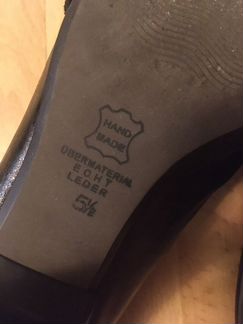 HAND
MADE
OBERMATERIAL
ECHT
LEDER
5½